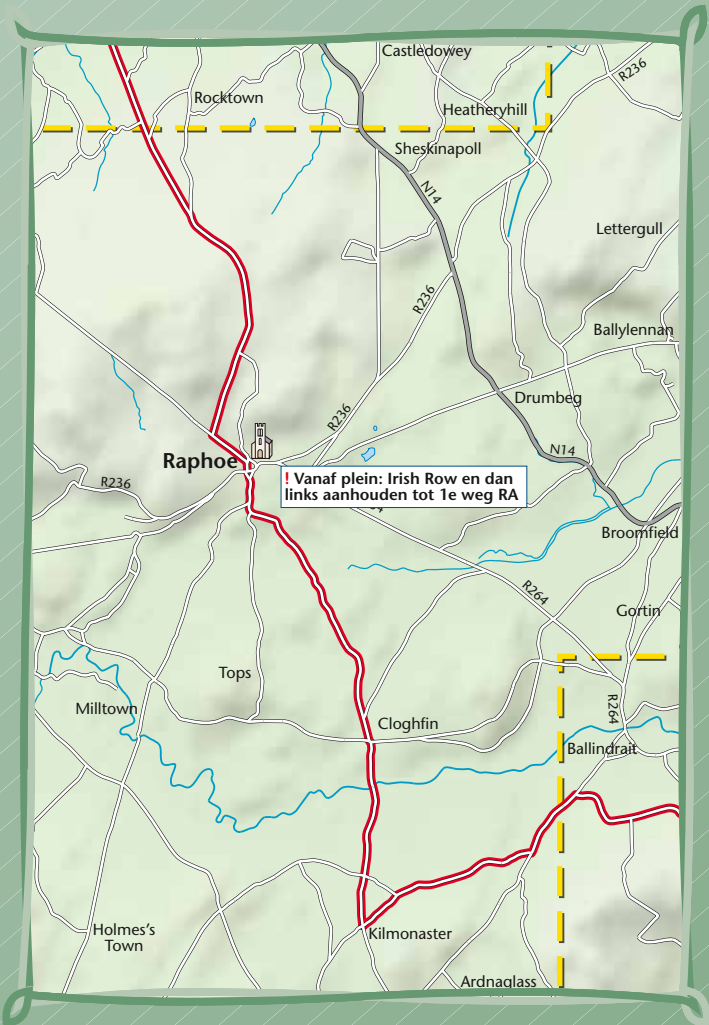 Castledowey
R236
Rocktown
Heatheryhill
Sheskinapoll
N14
Lettergull
R236
Ballylennan
Drumbeg
R236
N14
Raphoe
! Vanaf plein: Irish Row en dan
links aanhouden tot 1e weg RA
R236
Broomfield
R264
Gortin
Tops
R264
Milltown
Cloghfin
Ballindrait
Holmes's
Town
Kilmonaster
Ardnaglass